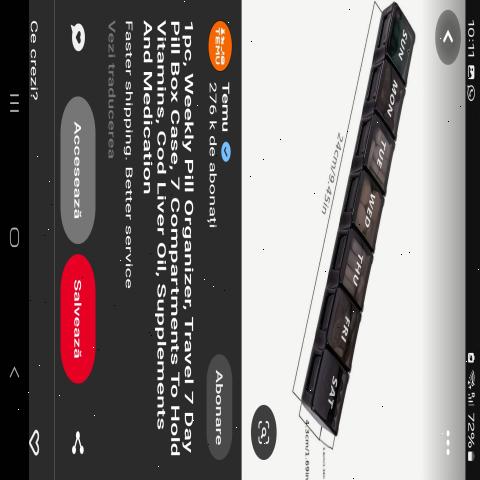 10:11
72%
SUN
MON
TUE
WED
THU
FRI
SAT
24cm/9.45in
4.3cm/1.69in
TEMU
Temu
276 k de abonați
Abonare
1pc, Weekly Pill Organizer, Travel 7 Day
Pill Box Case, 7 Compartments To Hold
Vitamins, Cod Liver Oil, Supplements
And Medication
Faster shipping. Better service
Vezi traducerea
Accesează
Salvează
Ce crezi?